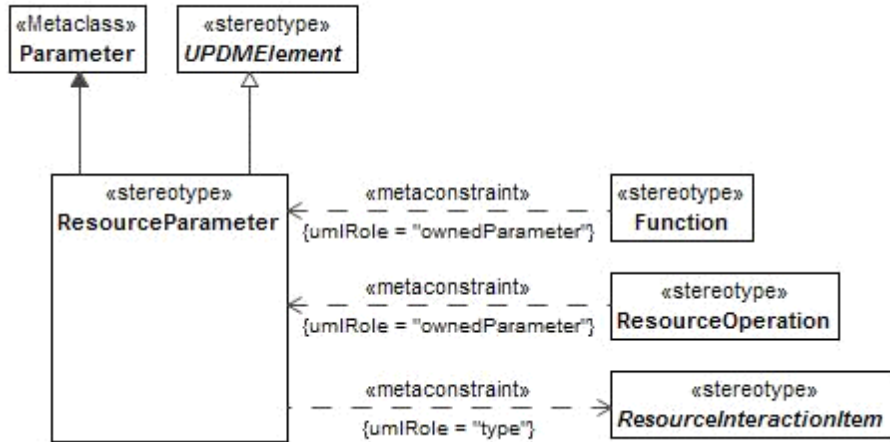 «Metaclass»
Parameter
«stereotype»
UPDMElement
«stereotype»
ResourceParameter
«metaconstraint»
{umlRole = "ownedParameter"}
«stereotype»
Function
«metaconstraint»
{umlRole = "ownedParameter"}
«stereotype»
ResourceOperation
«metaconstraint»
{umlRole = "type"}
«stereotype»
ResourceInteractionItem